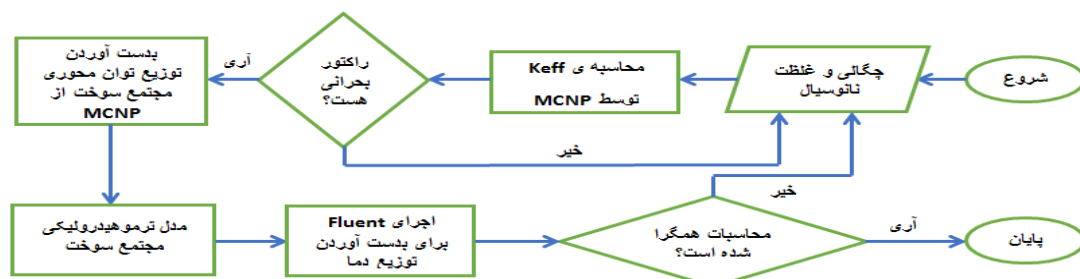 شروع
چگالی و غلظت
نانوسیال
محاسبه ی Keff
توسط MCNP
راکتور
بحرانی
هست؟
آری
بدست آوردن
توزیع توان محوری
مجتمع سوخت از
MCNP
خیر
مدل ترموهیدرولیکی
مجتمع سوخت
اجرای Fluent
برای بدست آوردن
توزیع دما
محاسبات همگرا
شده است؟
خیر
آری
پایان